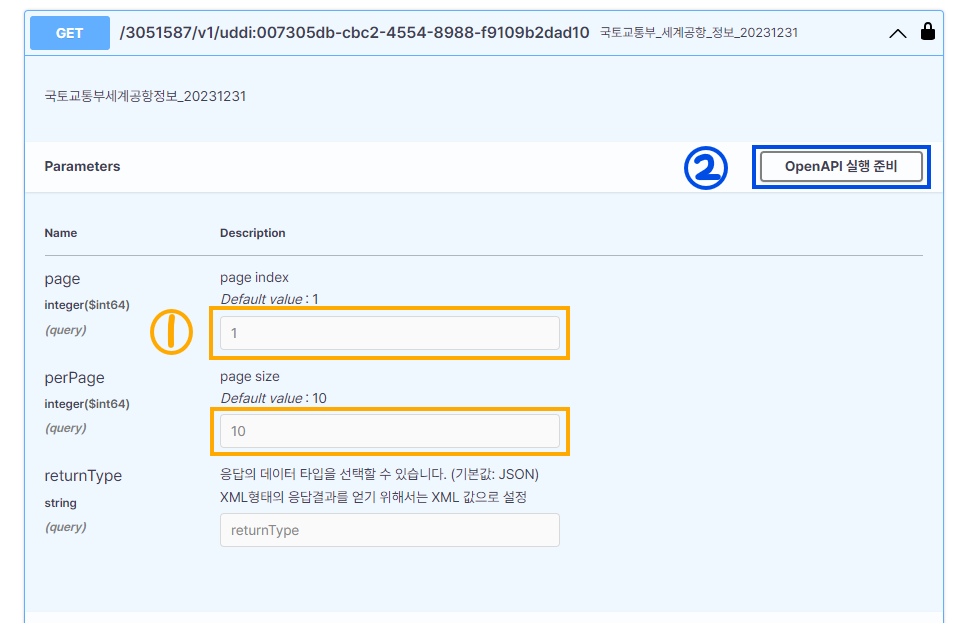 GET /3051587/v1/uddi:007305db-cbc2-4554-8988-f9109b2dad10 국토교통부_세계공항_정보_20231231
국토교통부세계공항정보_20231231
Parameters ② OpenAPI 실행 준비
Name Description
page page index
integer($int64) Default value : 1
(query) ① 1
perPage page size
integer($int64) Default value : 10
(query) 10
returnType 응답의 데이터 타입을 선택할 수 있습니다. (기본값: JSON)
string XML형태의 응답결과를 얻기 위해서는 XML 값으로 설정
(query) returnType